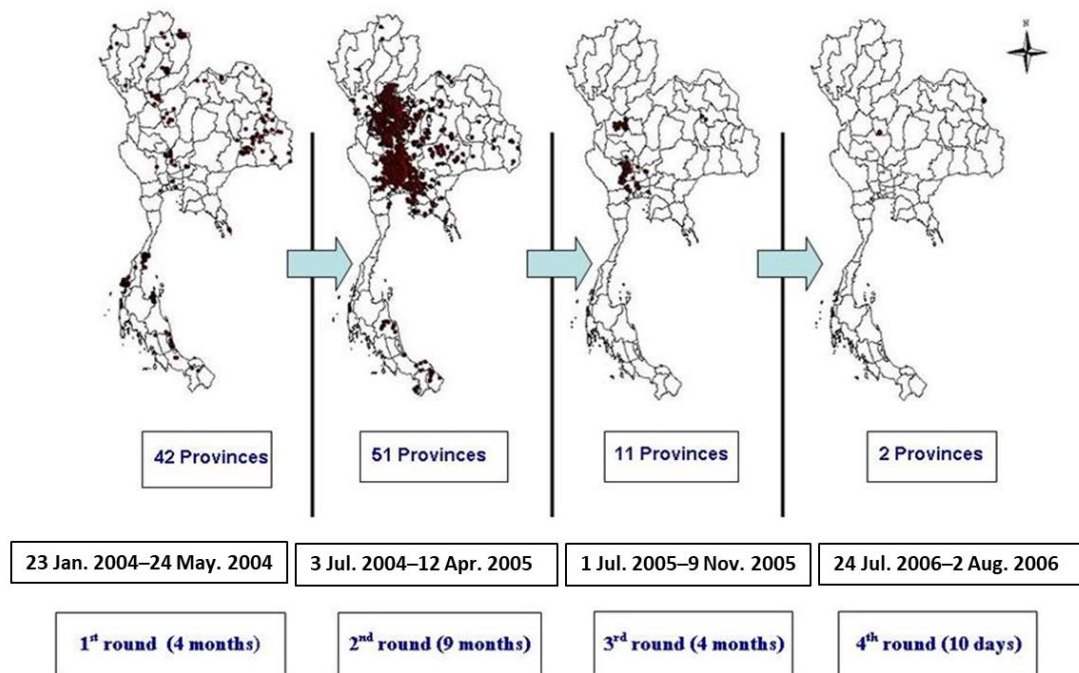 N
42 Provinces
51 Provinces
11 Provinces
2 Provinces
23 Jan. 2004–24 May. 2004
3 Jul. 2004–12 Apr. 2005
1 Jul. 2005–9 Nov. 2005
24 Jul. 2006–2 Aug. 2006
1st round (4 months)
2nd round (9 months)
3rd round (4 months)
4th round (10 days)